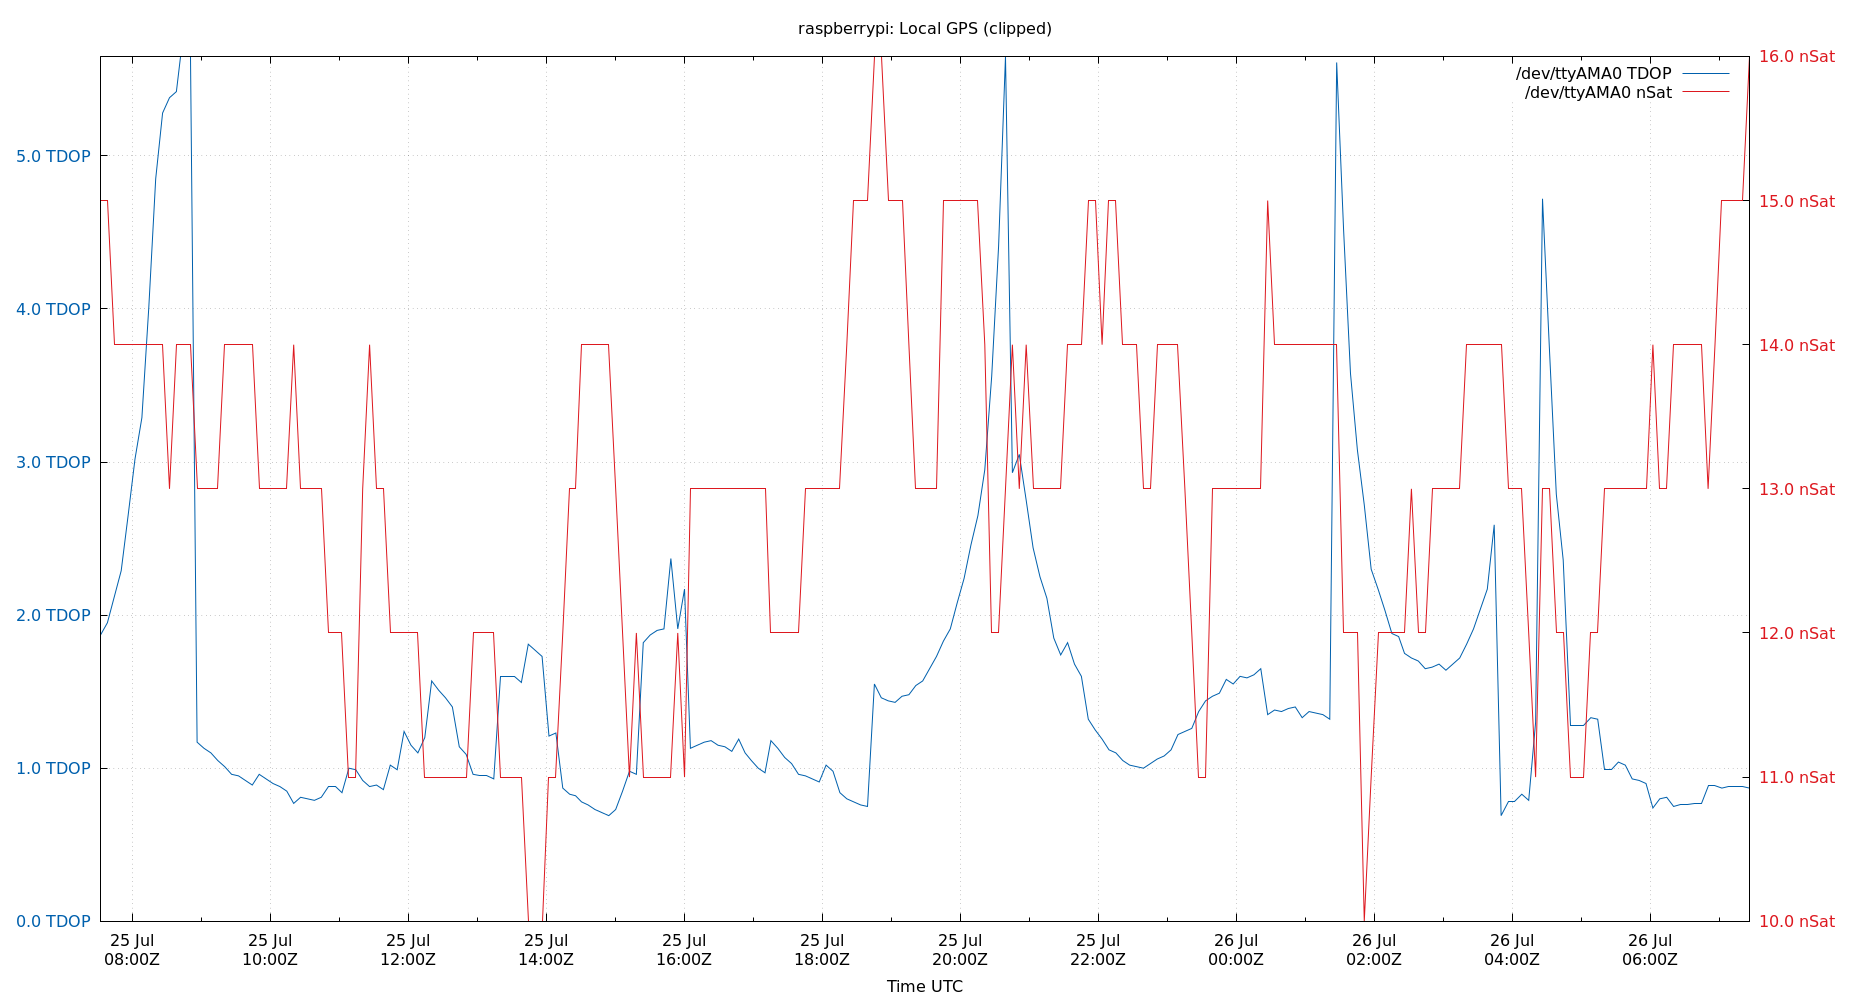 raspberrypi: Local GPS (clipped)
16.0 nSat
/dev/ttyAMA0 TDOP
/dev/ttyAMA0 nSat
5.0 TDOP
15.0 nSat
4.0 TDOP
14.0 nSat
3.0 TDOP
13.0 nSat
2.0 TDOP
12.0 nSat
1.0 TDOP
11.0 nSat
0.0 TDOP
10.0 nSat
25 Jul 25 Jul 25 Jul 25 Jul 25 Jul 25 Jul 25 Jul 25 Jul 26 Jul 26 Jul 26 Jul 26 Jul
08:00Z 10:00Z 12:00Z 14:00Z 16:00Z 18:00Z 20:00Z 22:00Z 00:00Z 02:00Z 04:00Z 06:00Z
Time UTC